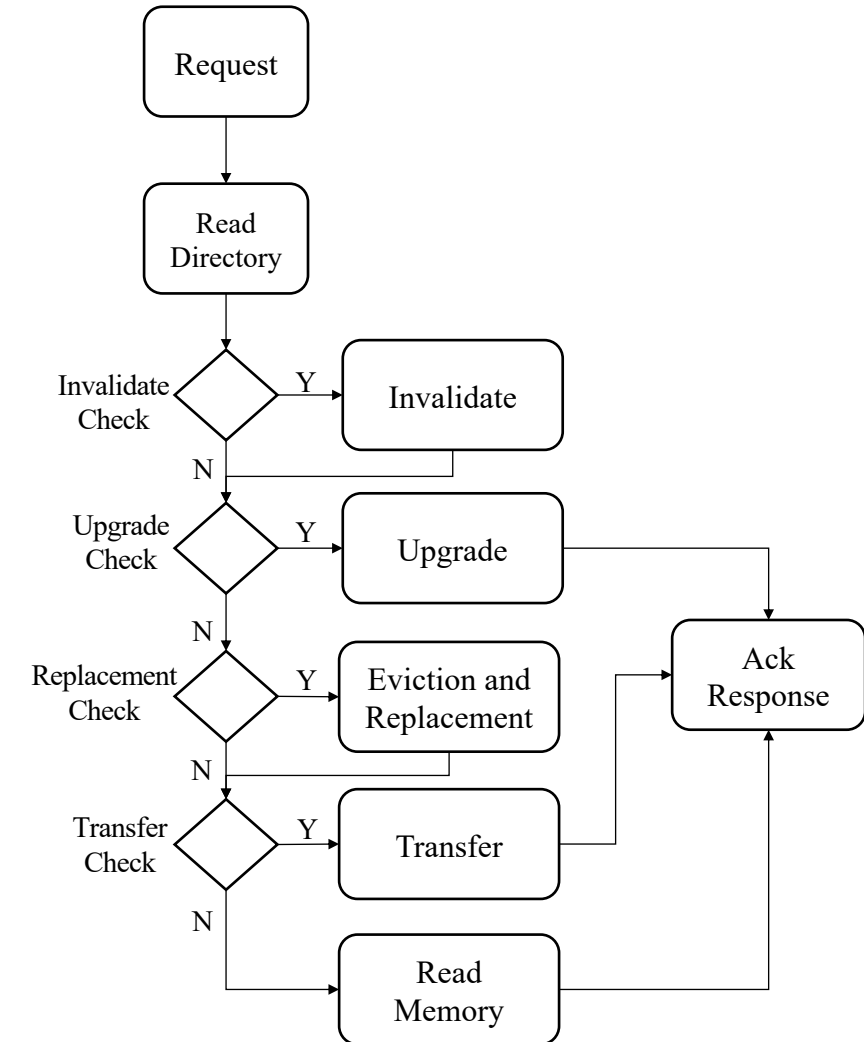 Request
Read
Directory
Invalidate
Check
Y
Invalidate
N
Upgrade
Check
Y
Upgrade
N
Replacement
Check
Y
Eviction and
Replacement
Ack
Response
N
Transfer
Check
Y
Transfer
N
Read
Memory